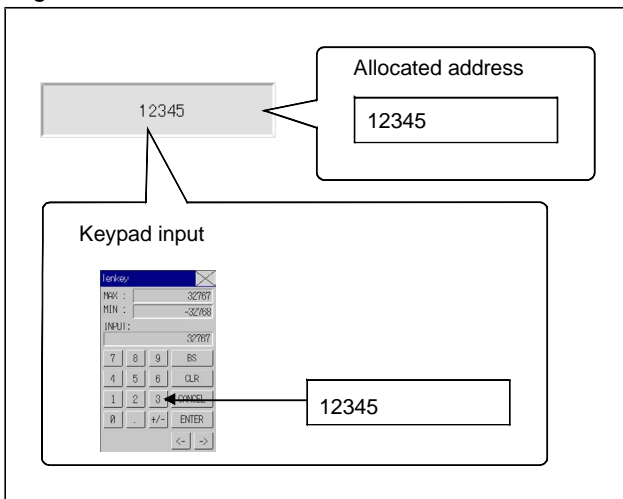 12345
Allocated address
12345
Keypad input
Tenkey
MAX : 32767
MIN : -32768
INPUT:
32767
7 8 9 BS
4 5 6 CLR
1 2 3 CANCEL
0 . +/- ENTER
<- ->
12345